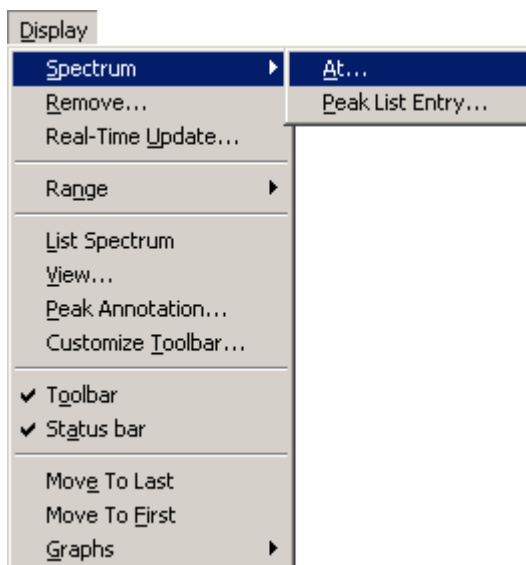 Display
Spectrum
At...
Peak List Entry...
Remove...
Real-Time Update...
Range
List Spectrum
View...
Peak Annotation...
Customize Toolbar...
Toolbar
Status bar
Move To Last
Move To First
Graphs